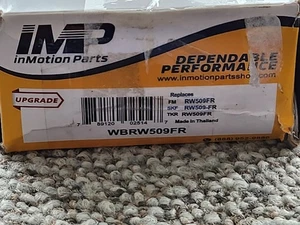 IMP
inMotion Parts
DEPENDABLE
PERFORMANCE
www.inmotionpartsshop
UPGRADE
Replaces
FM RW509FR
SKF RW509-FR
TKR RW509FR
Made in Thailand
WBRW509FR